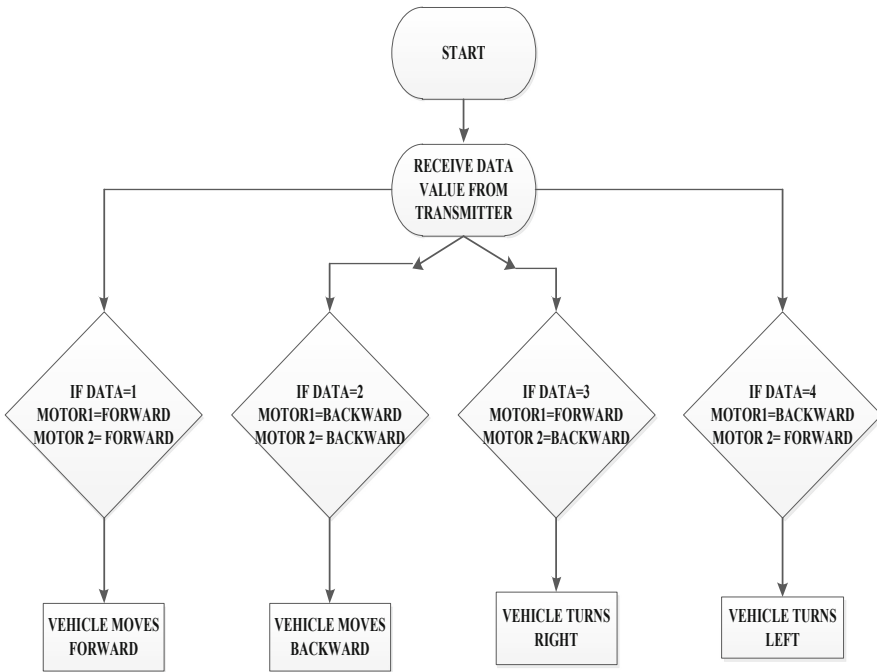 START
RECEIVE DATA
VALUE FROM
TRANSMITTER
IF DATA=1
MOTOR1=FORWARD
MOTOR 2= FORWARD
IF DATA=2
MOTOR1=BACKWARD
MOTOR 2= BACKWARD
IF DATA=3
MOTOR1=FORWARD
MOTOR 2=BACKWARD
IF DATA=4
MOTOR1=BACKWARD
MOTOR 2= FORWARD
VEHICLE MOVES
FORWARD
VEHICLE MOVES
BACKWARD
VEHICLE TURNS
RIGHT
VEHICLE TURNS
LEFT